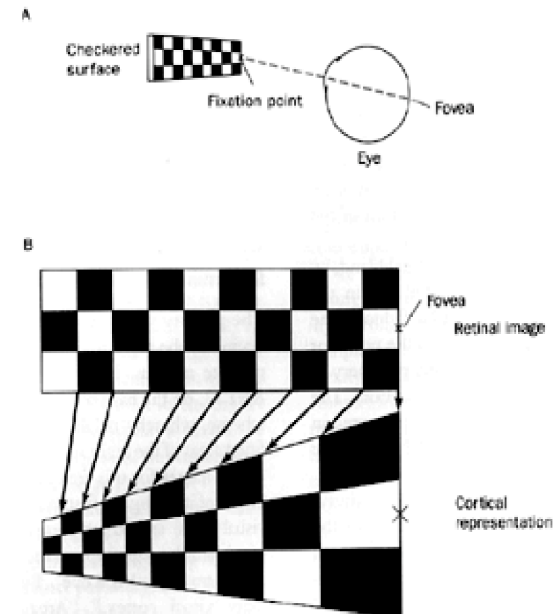 A
Checkered
surface
Fixation point
Fovea
Eye
B
Fovea
Retinal image
Cortical
representation